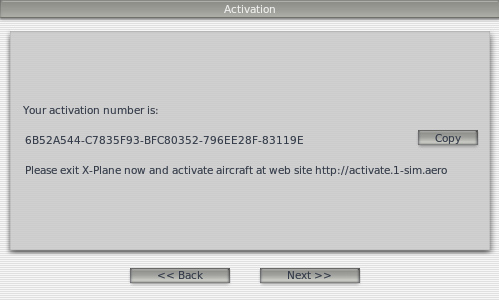 Activation
Your activation number is:
6B52A544-C7835F93-BFC80352-796EE28F-83119E
Copy
Please exit X-Plane now and activate aircraft at web site http://activate.1-sim.aero
<< Back
Next >>